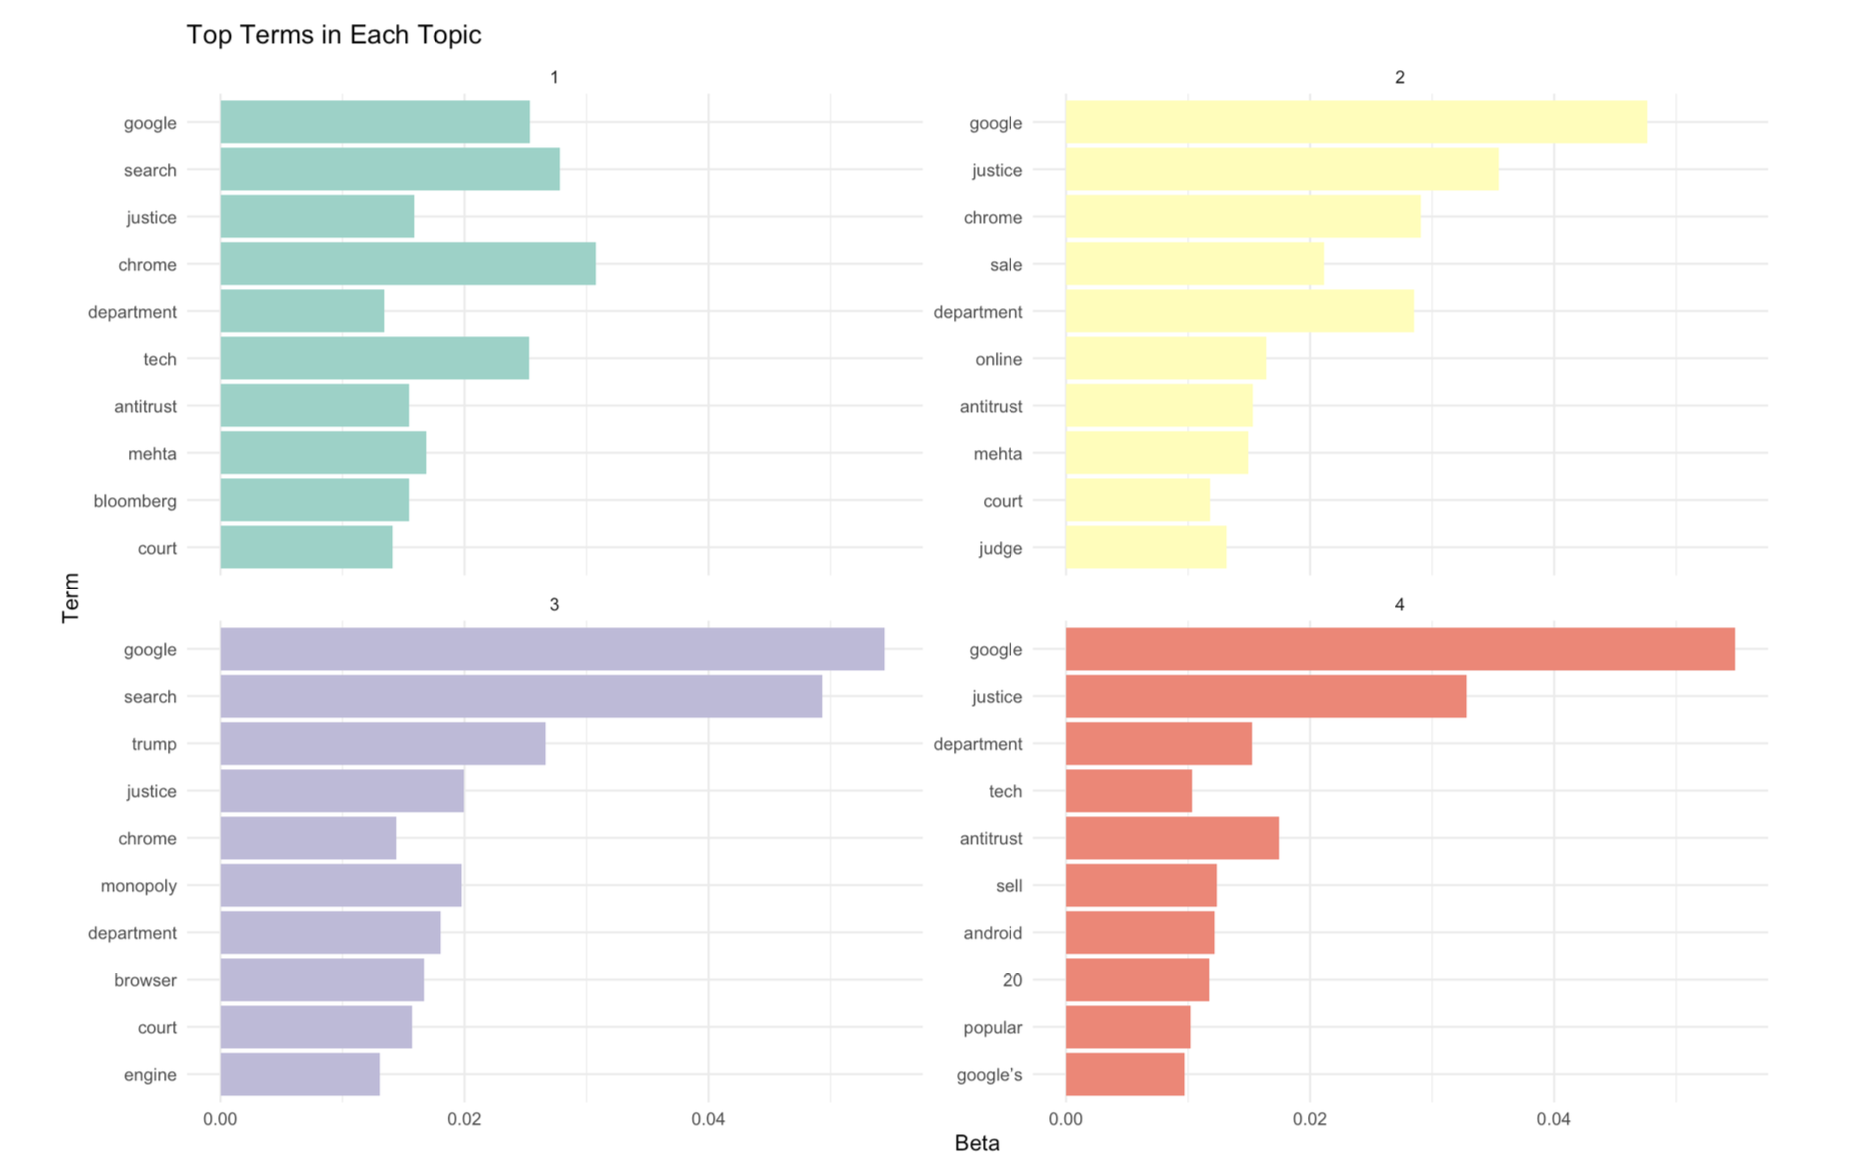 Top Terms in Each Topic
1
google
search
justice
chrome
department
tech
antitrust
mehta
bloomberg
court
2
google
justice
chrome
sale
department
online
antitrust
mehta
court
judge
Term
3
google
search
trump
justice
chrome
monopoly
department
browser
court
engine
0.00 0.02 0.04
4
google
justice
department
tech
antitrust
sell
android
20
popular
google's
0.00 0.02 0.04
Beta